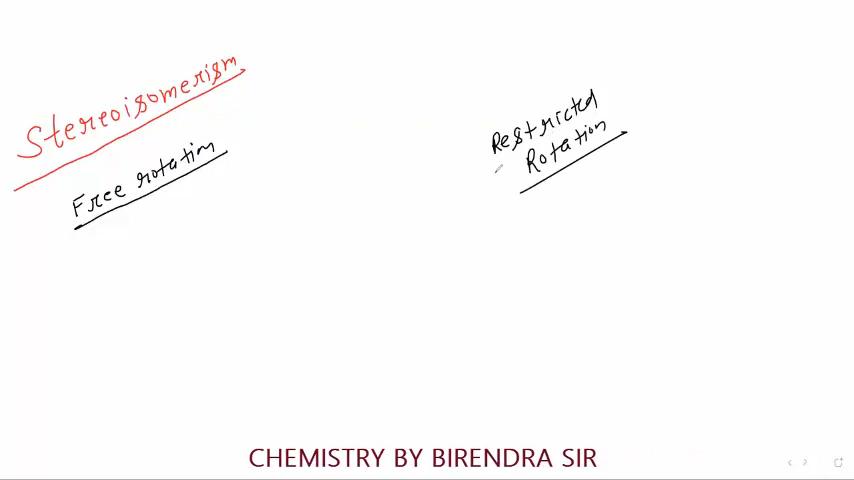 Stereoisomerism
Free rotation
Restricted
Rotation
CHEMISTRY BY BIRENDRA SIR